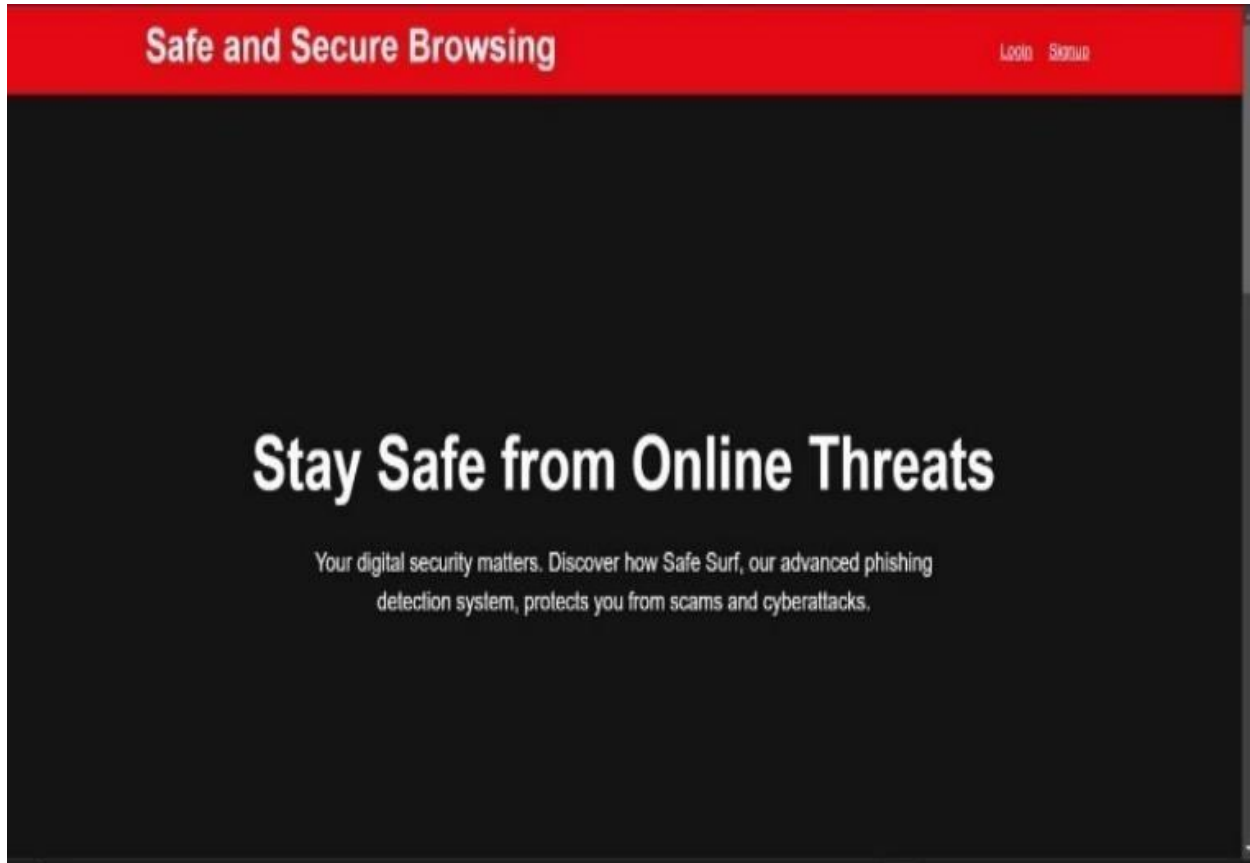 Safe and Secure Browsing
Login Signup
Stay Safe from Online Threats
Your digital security matters. Discover how Safe Surf, our advanced phishing
detection system, protects you from scams and cyberattacks.